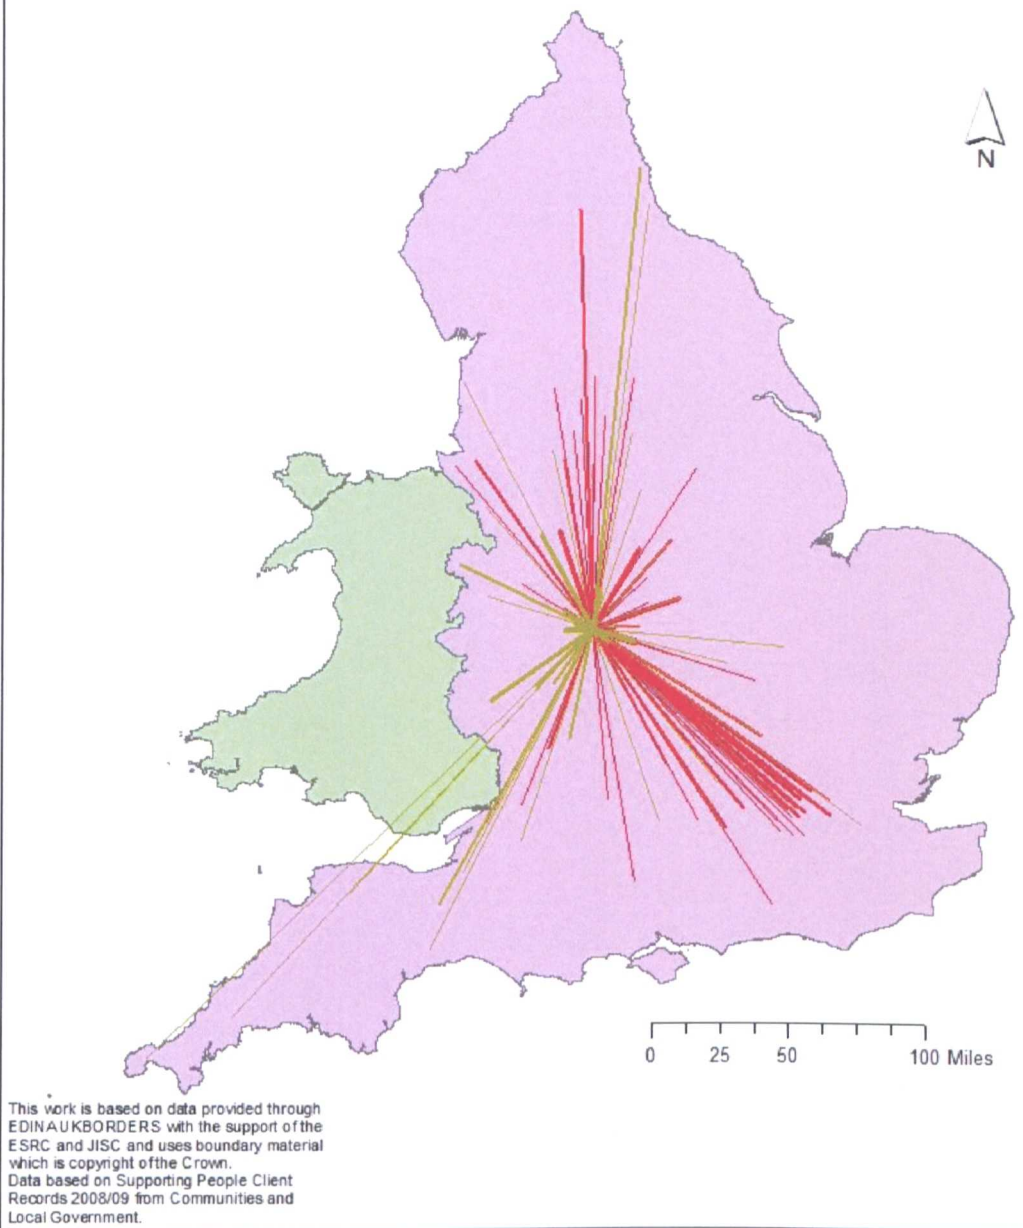 N
0 25 50 100 Miles
This work is based on data provided through
EDINAUKBORDERS with the support of the
ESRC and JISC and uses boundary material
which is copyright of the Crown.
Data based on Supporting People Client
Records 2008/09 from Communities and
Local Government.